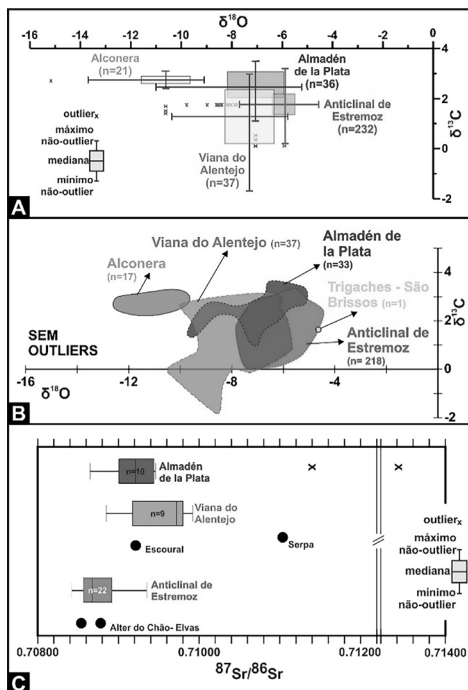 δ¹⁸O
-16 -14 -12 -10 -8 -6 -4 -2 0
Alconera
(n=21)
Almadén
de la Plata
(n=36)
Anticlinal de
Estremoz
(n=232)
Viana do
Alentejo
(n=37)
outlier x
máximo
não-outlier
mediana
mínimo
não-outlier
4
2
0
-2
δ¹³C
A
Viana do Alentejo (n=37)
Alconera
(n=17)
Almadén de
la Plata
(n=33)
Trigaches - São
Brissos (n=1)
Anticlinal de
Estremoz
(n= 218)
SEM
OUTLIERS
-16 δ¹⁸O -12 -10 -8 -6 -4
4
2
0
-2
δ¹³C
B
n=10
Almadén
de la Plata
n=9
Viana do
Alentejo
Escoural
Serpa
n=22
Anticlinal de
Estremoz
Alter do Chão- Elvas
outlier x
máximo
não-outlier
mediana
mínimo
não-outlier
0.70800 0.71000 0.71200 0.71400
⁸⁷Sr/⁸⁶Sr
C